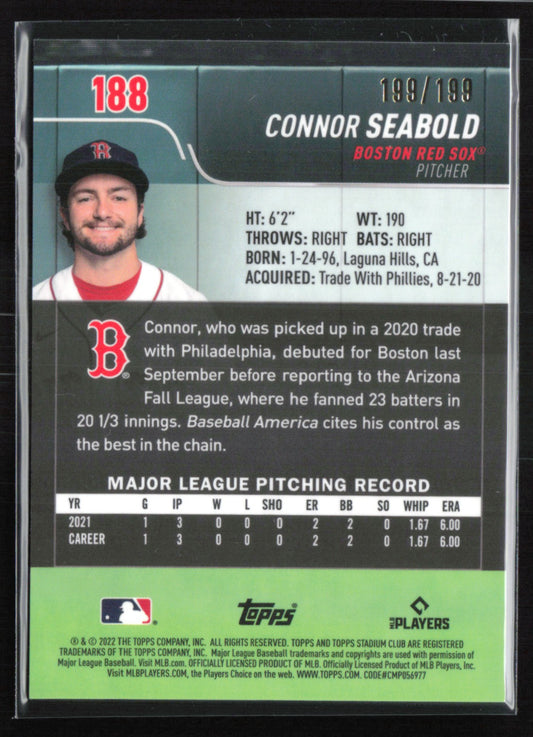 188
199/199
CONNOR SEABOLD
BOSTON RED SOX®
PITCHER
B
HT: 6'2" WT: 190
THROWS: RIGHT BATS: RIGHT
BORN: 1-24-96, Laguna Hills, CA
ACQUIRED: Trade With Phillies, 8-21-20
B®
Connor, who was picked up in a 2020 trade
with Philadelphia, debuted for Boston last
September before reporting to the Arizona
Fall League, where he fanned 23 batters in
20 1/3 innings. Baseball America cites his control as
the best in the chain.
MAJOR LEAGUE PITCHING RECORD
YR G IP W L SHO ER BB SO WHIP ERA
2021 1 3 0 0 0 2 2 0 1.67 6.00
CAREER 1 3 0 0 0 2 2 0 1.67 6.00
Topps® MLB PLAYERS
® & © 2022 THE TOPPS COMPANY, INC. ALL RIGHTS RESERVED. TOPPS AND TOPPS STADIUM CLUB ARE REGISTERED
TRADEMARKS OF THE TOPPS COMPANY, INC. Major League Baseball trademarks and copyrights are used with permission of
Major League Baseball. Visit MLB.com. OFFICIALLY LICENSED PRODUCT OF MLB. Officially Licensed Product of MLB Players, Inc.
Visit MLBPLAYERS.com, the Players Choice on the web. WWW.TOPPS.COM. CODE#CMP056977